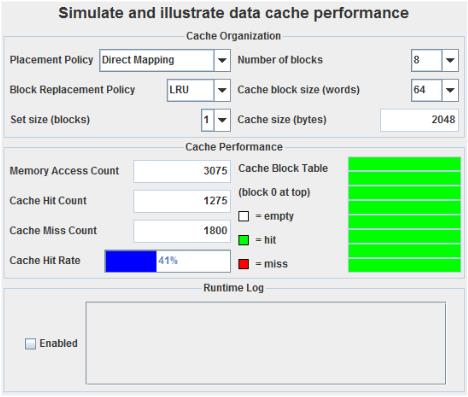 Simulate and illustrate data cache performance
Cache Organization
Placement Policy Direct Mapping Number of blocks 8
Block Replacement Policy LRU Cache block size (words) 64
Set size (blocks) 1 Cache size (bytes) 2048
Cache Performance
Memory Access Count 3075 Cache Block Table
(block 0 at top)
Cache Hit Count 1275
= empty
Cache Miss Count 1800
= hit
Cache Hit Rate 41% = miss
Runtime Log
Enabled